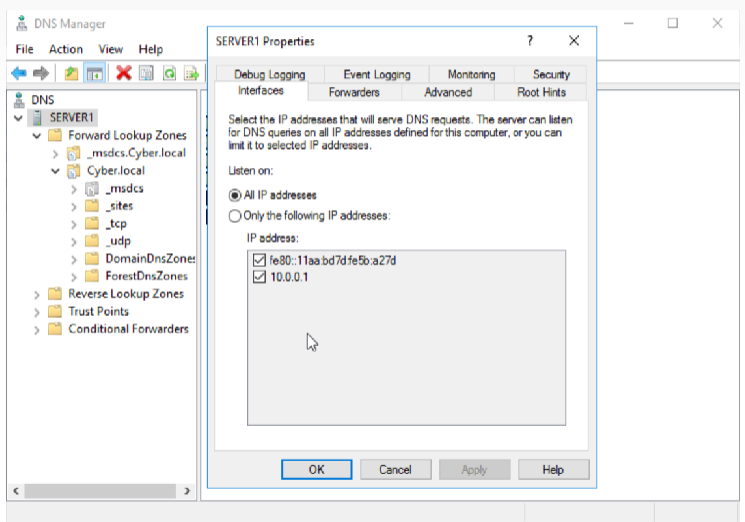 DNS Manager
File Action View Help
DNS
SERVER1
Forward Lookup Zones
_msdcs.Cyber.local
Cyber.local
_msdcs
_sites
_tcp
_udp
DomainDnsZones
ForestDnsZones
Reverse Lookup Zones
Trust Points
Conditional Forwarders
SERVER1 Properties
Debug Logging Event Logging Monitoring Security
Interfaces Forwarders Advanced Root Hints
Select the IP addresses that will serve DNS requests. The server can listen
for DNS queries on all IP addresses defined for this computer, or you can
limit it to selected IP addresses.
Listen on:
All IP addresses
Only the following IP addresses:
IP address:
fe80::11aa:bd7d:fe5b:a27d
10.0.0.1
OK Cancel Apply Help